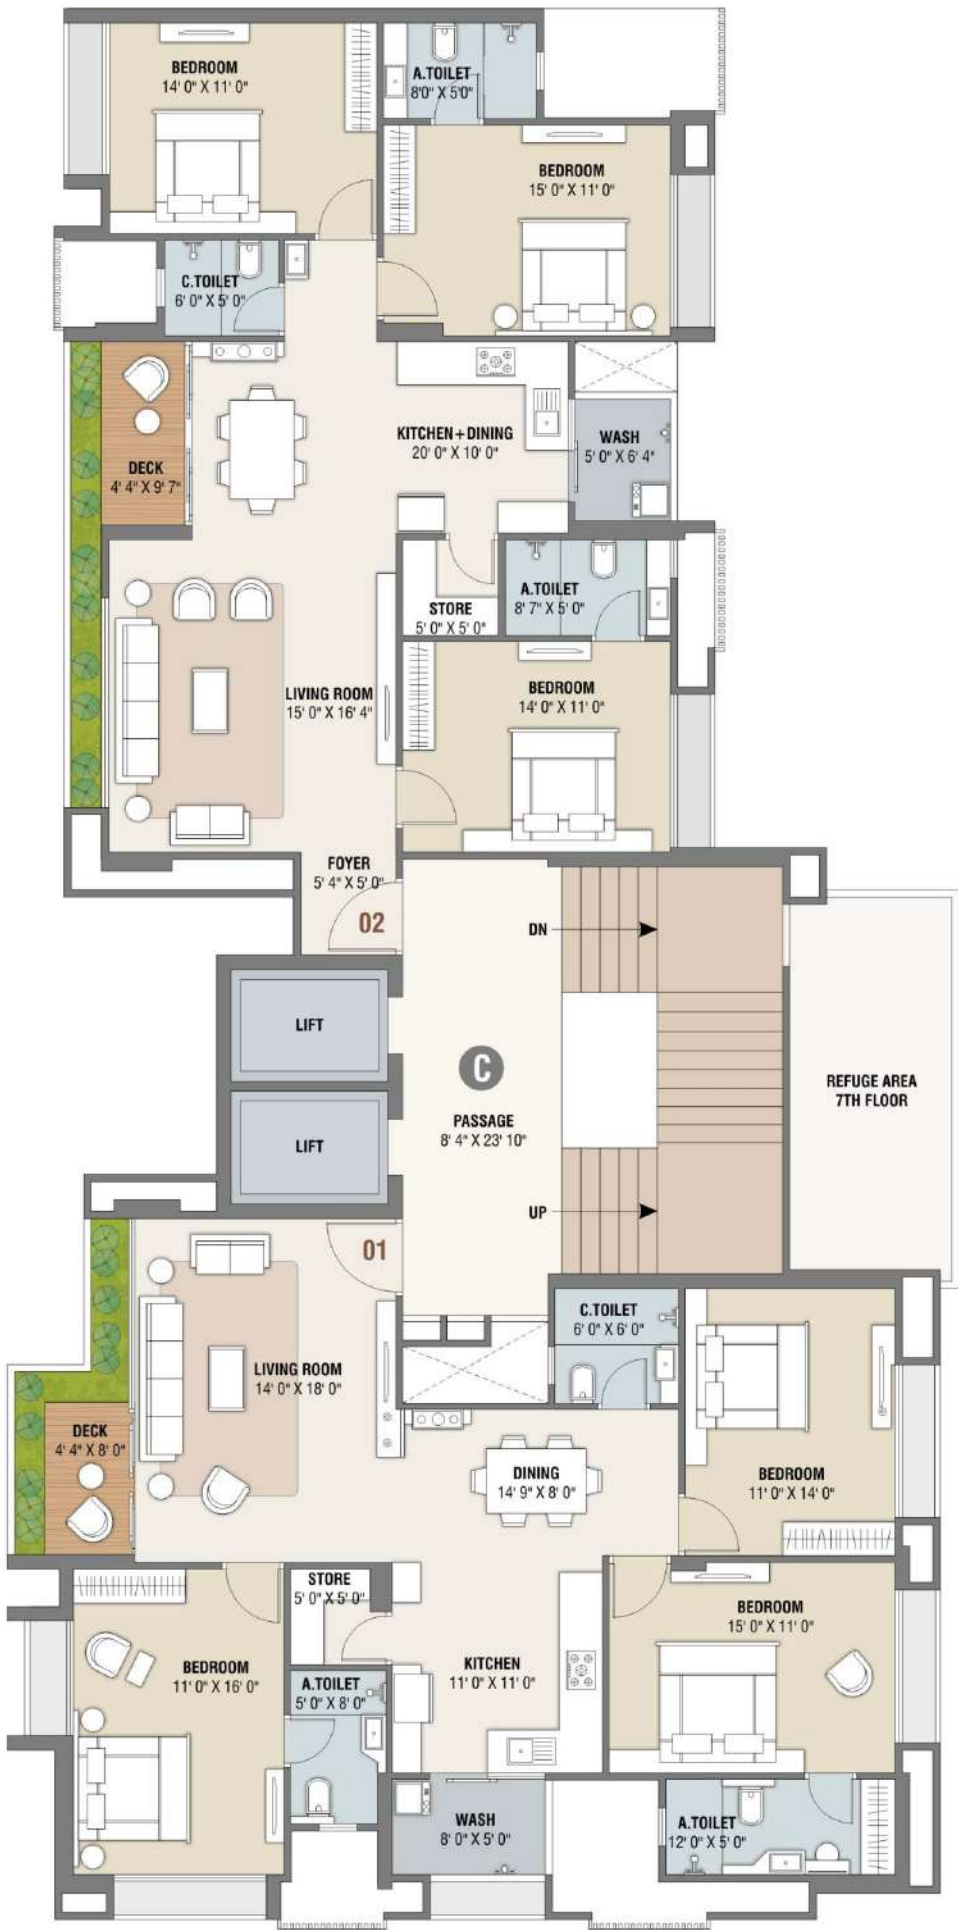 BEDROOM
14' 0" X 11' 0"
A.TOILET
8'0" X 5'0"
BEDROOM
15' 0" X 11' 0"
C.TOILET
6' 0" X 5' 0"
KITCHEN+DINING
20' 0" X 10' 0"
WASH
5' 0" X 6' 4"
DECK
4' 4" X 9' 7"
A.TOILET
8' 7" X 5' 0"
STORE
5' 0" X 5' 0"
LIVING ROOM
15' 0" X 16' 4"
BEDROOM
14' 0" X 11' 0"
FOYER
5' 4" X 5' 0"
02
DN
LIFT
C
PASSAGE
8' 4" X 23' 10"
REFUGE AREA
7TH FLOOR
LIFT
UP
01
C.TOILET
6' 0" X 6' 0"
LIVING ROOM
14' 0" X 18' 0"
DECK
4' 4" X 8' 0"
DINING
14' 9" X 8' 0"
BEDROOM
11' 0" X 14' 0"
STORE
5' 0" X 5' 0"
BEDROOM
15' 0" X 11' 0"
BEDROOM
11' 0" X 16' 0"
KITCHEN
11' 0" X 11' 0"
A.TOILET
5' 0" X 8' 0"
WASH
8' 0" X 5' 0"
A.TOILET
12' 0" X 5' 0"